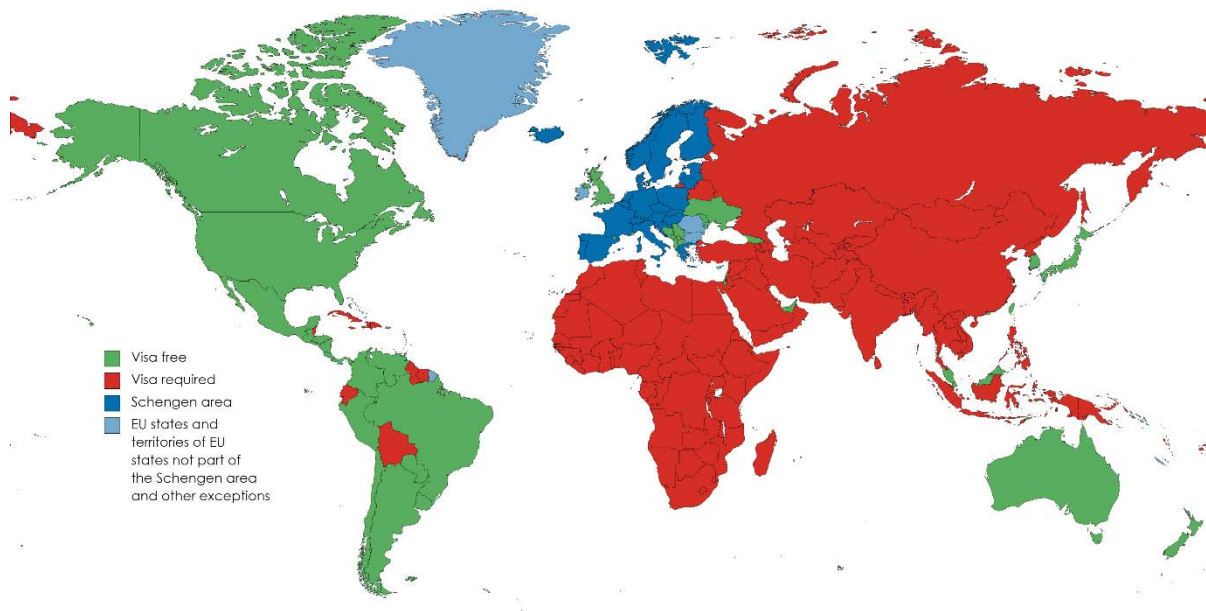 Visa free
Visa required
Schengen area
EU states and
territories of EU
states not part of
the Schengen area
and other exceptions